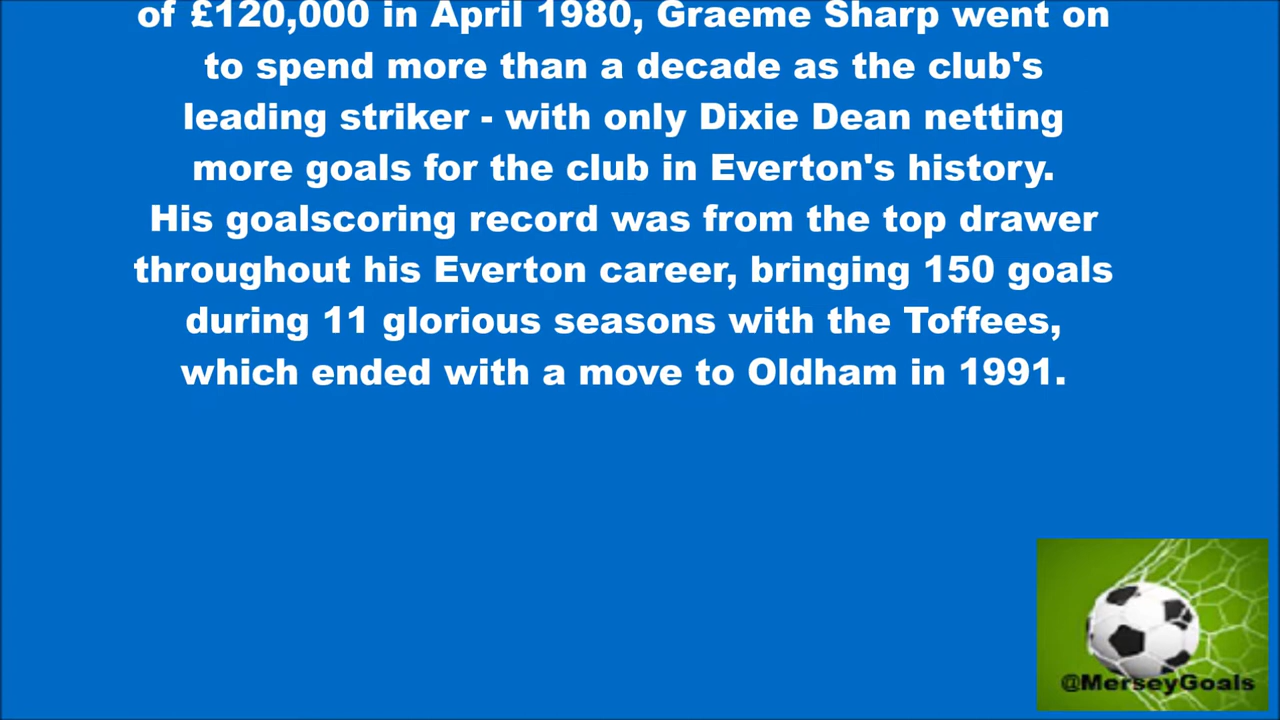 of £120,000 in April 1980, Graeme Sharp went on
to spend more than a decade as the club's
leading striker - with only Dixie Dean netting
more goals for the club in Everton's history.
His goalscoring record was from the top drawer
throughout his Everton career, bringing 150 goals
during 11 glorious seasons with the Toffees,
which ended with a move to Oldham in 1991.
@MerseyGoals